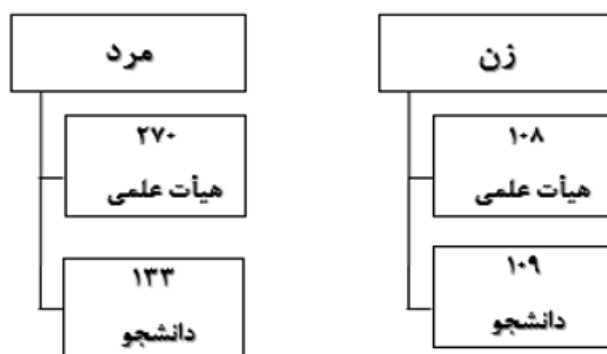 زن
۱۰۸
هیأت علمی
۱۰۹
دانشجو
مرد
۲۷۰
هیأت علمی
۱۳۳
دانشجو